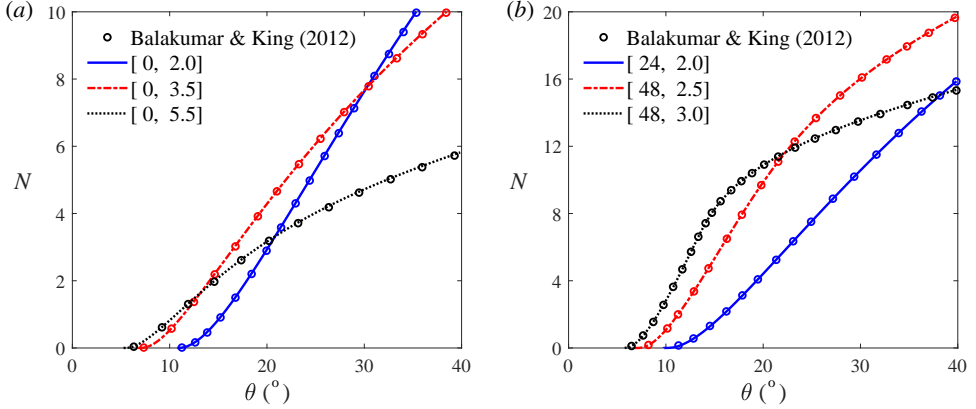 (a)
N
10
8
6
4
2
0
Balakumar & King (2012)
[ 0, 2.0]
[ 0, 3.5]
[ 0, 5.5]
0 10 20 30 40
θ (°)
(b)
N
20
16
12
8
4
0
Balakumar & King (2012)
[ 24, 2.0]
[ 48, 2.5]
[ 48, 3.0]
0 10 20 30 40
θ (°)